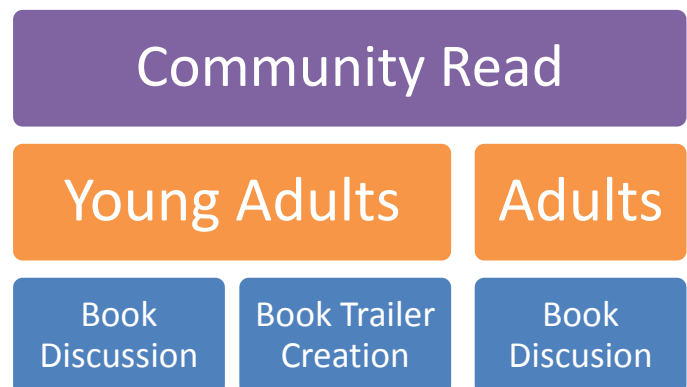 Community Read
Young Adults
Adults
Book
Discussion
Book Trailer
Creation
Book
Discusion